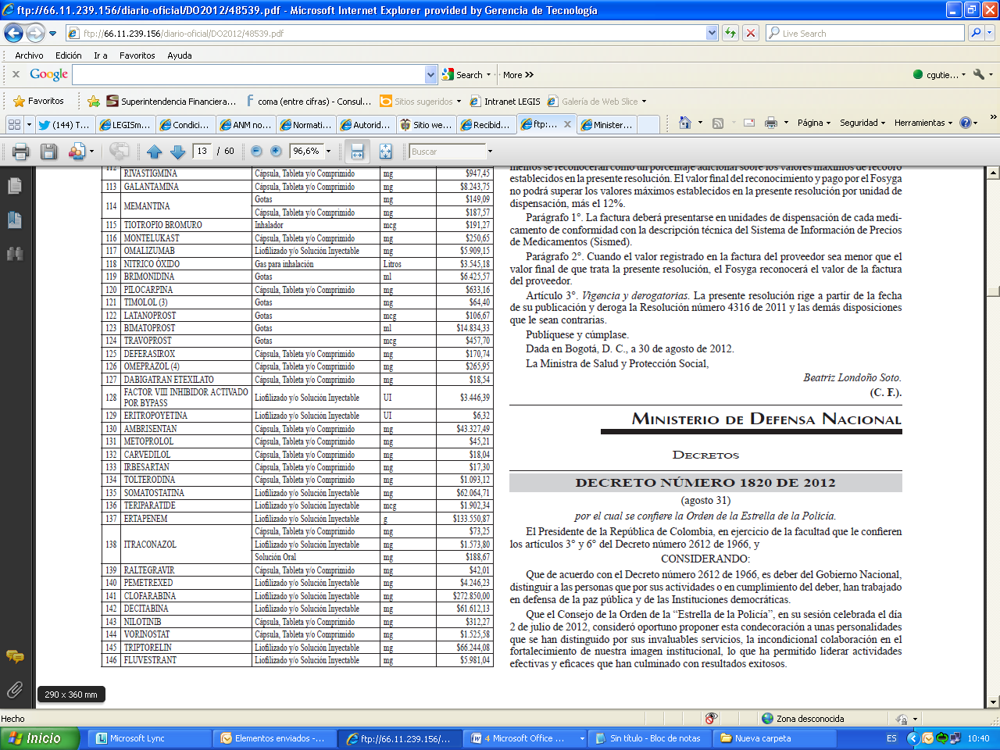 ftp://66.11.239.156/diario-oficial/DO2012/48539.pdf - Microsoft Internet Explorer provided by Gerencia de Tecnología
ftp://66.11.239.156/diario-oficial/DO2012/48539.pdf
Live Search
Archivo Edición Ir a Favoritos Ayuda
x Google Search More »
cgutie...
Favoritos Superintendencia Financiera... coma (entre cifras) - Consul... Sitios sugeridos Intranet LEGIS Galería de Web Slice
(144) T... LEGISm... Condici... ANM no... Normati... Autorid... Sitio we... Recibid... ftp:... Minister...
Página Seguridad Herramientas
13 / 60 96,6% Buscar
112 RIVASTIGMINA Cápsula, Tableta y/o Comprimido mg $947,45
113 GALANTAMINA Cápsula, Tableta y/o Comprimido mg $8.243,75
114 MEMANTINA Gotas mg $149,09
Cápsula, Tableta y/o Comprimido mg $187,57
115 TIOTROPIO BROMURO Inhalador mcg $191,27
116 MONTELUKAST Cápsula, Tableta y/o Comprimido mg $250,65
117 OMALIZUMAB Liofilizado y/o Solución Inyectable mg $5.909,15
118 NITRICO ÓXIDO Gas para inhalación Litros $3.545,18
119 BRIMONIDINA Gotas ml $6.425,57
120 PILOCARPINA Cápsula, Tableta y/o Comprimido mg $633,16
121 TIMOLOL (3) Gotas mg $64,40
122 LATANOPROST Gotas mcg $106,67
123 BIMATOPROST Gotas ml $14.834,33
124 TRAVOPROST Gotas mcg $457,70
125 DEFERASIROX Cápsula, Tableta y/o Comprimido mg $170,74
126 OMEPRAZOL (4) Cápsula, Tableta y/o Comprimido mg $265,95
127 DABIGATRAN ETEXILATO Cápsula, Tableta y/o Comprimido mg $18,54
128 FACTOR VIII INHIBIDOR ACTIVADO
POR BYPASS Liofilizado y/o Solución Inyectable UI $3.446,39
129 ERITROPOYETINA Liofilizado y/o Solución Inyectable UI $6,32
130 AMBRISENTAN Cápsula, Tableta y/o Comprimido mg $43.327,49
131 METOPROLOL Cápsula, Tableta y/o Comprimido mg $45,21
132 CARVEDILOL Cápsula, Tableta y/o Comprimido mg $18,04
133 IRBESARTAN Cápsula, Tableta y/o Comprimido mg $17,30
134 TOLTERODINA Cápsula, Tableta y/o Comprimido mg $1.093,12
135 SOMATOSTATINA Liofilizado y/o Solución Inyectable mg $62.064,71
136 TERIPARATIDE Liofilizado y/o Solución Inyectable mcg $1.902,34
137 ERTAPENEM Liofilizado y/o Solución Inyectable g $133.550,87
138 ITRACONAZOL Cápsula, Tableta y/o Comprimido mg $73,25
Liofilizado y/o Solución Inyectable mg $1.573,80
Solución Oral mg $188,67
139 RALTEGRAVIR Cápsula, Tableta y/o Comprimido mg $42,01
140 PEMETREXED Liofilizado y/o Solución Inyectable mg $4.246,23
141 CLOFARABINA Liofilizado y/o Solución Inyectable mg $272.850,00
142 DECITABINA Liofilizado y/o Solución Inyectable mg $61.612,13
143 NILOTINIB Cápsula, Tableta y/o Comprimido mg $312,27
144 VORINOSTAT Cápsula, Tableta y/o Comprimido mg $1.525,58
145 TRIPTORELIN Liofilizado y/o Solución Inyectable mg $66.244,08
146 FLUVESTRANT Liofilizado y/o Solución Inyectable mg $5.981,04
mentos se reconocerán como un porcentaje adicional sobre los valores máximos de recobro
establecidos en la presente resolución. El valor final del reconocimiento y pago por el Fosyga
no podrá superar los valores máximos establecidos en la presente resolución por unidad de
dispensación, más el 12%.
Parágrafo 1°. La factura deberá presentarse en unidades de dispensación de cada medi-
camento de conformidad con la descripción técnica del Sistema de Información de Precios
de Medicamentos (Sismed).
Parágrafo 2°. Cuando el valor registrado en la factura del proveedor sea menor que el
valor final de que trata la presente resolución, el Fosyga reconocerá el valor de la factura
del proveedor.
Artículo 3°. Vigencia y derogatorias. La presente resolución rige a partir de la fecha
de su publicación y deroga la Resolución número 4316 de 2011 y las demás disposiciones
que le sean contrarias.
Publíquese y cúmplase.
Dada en Bogotá, D. C., a 30 de agosto de 2012.
La Ministra de Salud y Protección Social,
Beatriz Londoño Soto.
(C. F.).
MINISTERIO DE DEFENSA NACIONAL
DECRETOS
DECRETO NÚMERO 1820 DE 2012
(agosto 31)
por el cual se confiere la Orden de la Estrella de la Policía.
El Presidente de la República de Colombia, en ejercicio de la facultad que le confieren
los artículos 3° y 6° del Decreto número 2612 de 1966, y
CONSIDERANDO:
Que de acuerdo con el Decreto número 2612 de 1966, es deber del Gobierno Nacional,
distinguir a las personas que por sus actividades o en cumplimiento del deber, han trabajado
en defensa de la paz pública y de las Instituciones democráticas.
Que el Consejo de la Orden de la “Estrella de la Policía”, en su sesión celebrada el día
2 de julio de 2012, consideró oportuno proponer esta condecoración a unas personalidades
que se han distinguido por sus invaluables servicios, la incondicional colaboración en el
fortalecimiento de nuestra imagen institucional, lo que ha permitido liderar actividades
efectivas y eficaces que han culminado con resultados exitosos.
290 x 360 mm
Hecho Zona desconocida
Inicio Microsoft Lync Elementos enviados -... ftp://66.11.239.156/... 4 Microsoft Office ... Sin título - Bloc de notas Nueva carpeta ES 10:40